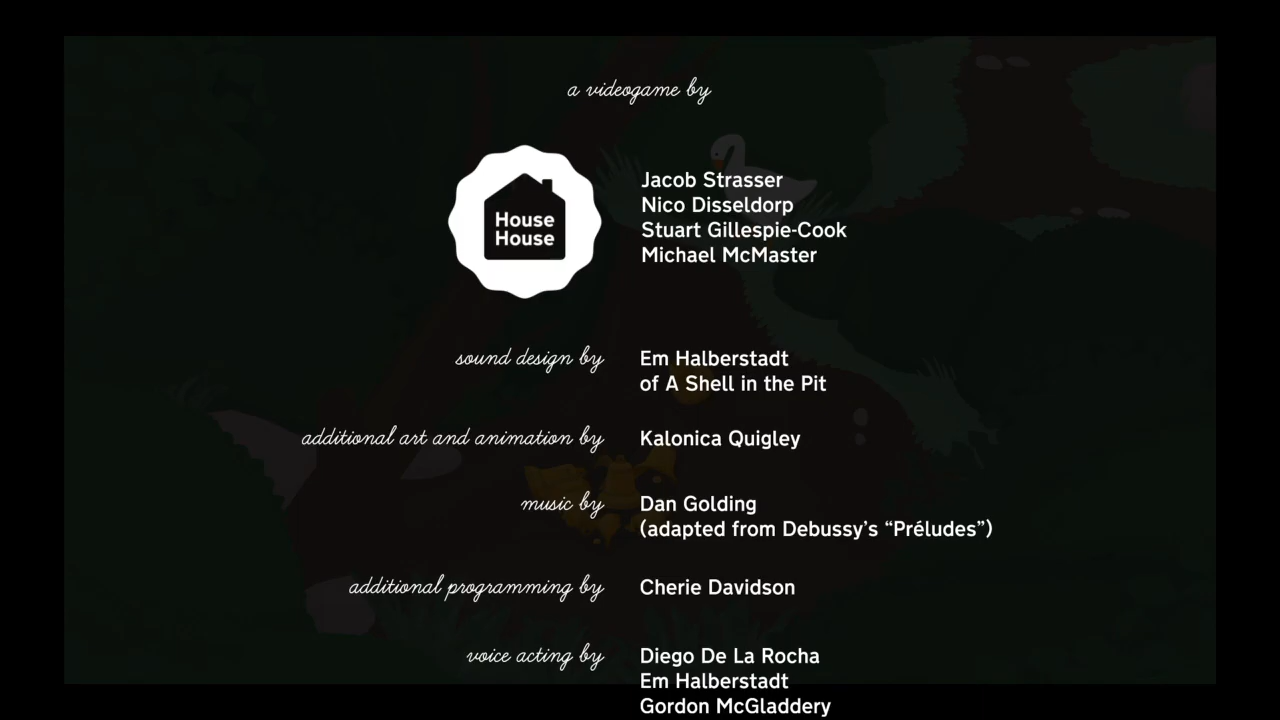 a videogame by
House
House
Jacob Strasser
Nico Disseldorp
Stuart Gillespie-Cook
Michael McMaster
sound design by
Em Halberstadt
of A Shell in the Pit
additional art and animation by
Kalonica Quigley
music by
Dan Golding
(adapted from Debussy’s “Préludes”)
additional programming by
Cherie Davidson
voice acting by
Diego De La Rocha
Em Halberstadt
Gordon McGladdery